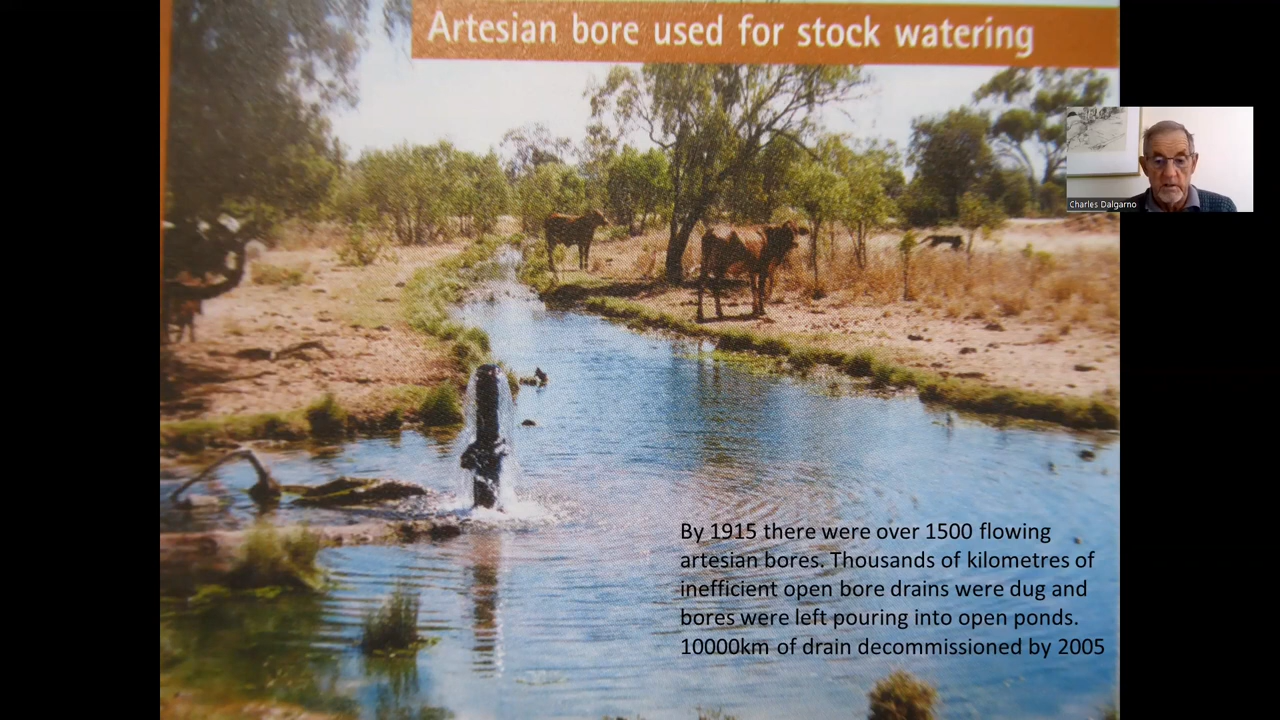 Artesian bore used for stock watering
Charles Dalgarno
By 1915 there were over 1500 flowing
artesian bores. Thousands of kilometres of
inefficient open bore drains were dug and
bores were left pouring into open ponds.
10000km of drain decommissioned by 2005